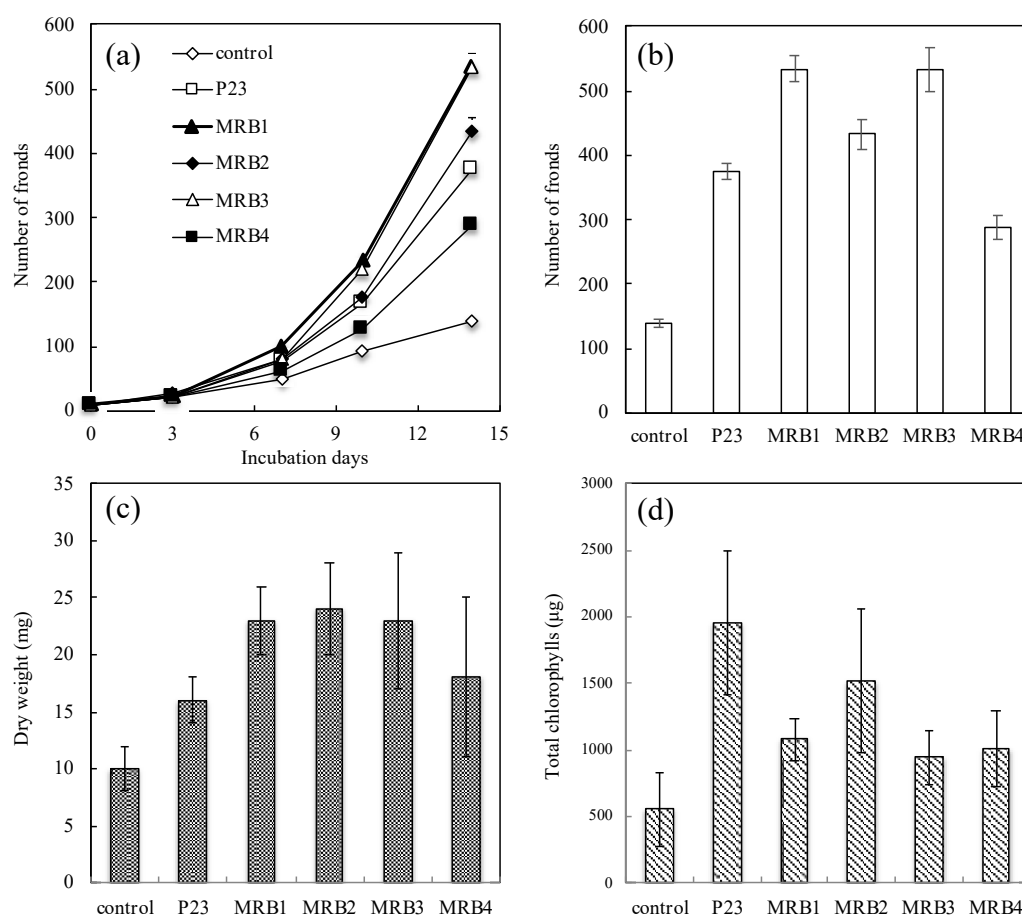 (a)
600
500
400
300
200
100
0
Number of fronds
control
P23
MRB1
MRB2
MRB3
MRB4
0 3 6 9 12 15
Incubation days
(b)
600
500
400
300
200
100
0
Number of fronds
control P23 MRB1 MRB2 MRB3 MRB4
(c)
35
30
25
20
15
10
5
0
Dry weight (mg)
control P23 MRB1 MRB2 MRB3 MRB4
(d)
3000
2500
2000
1500
1000
500
0
Total chlorophylls (μg)
control P23 MRB1 MRB2 MRB3 MRB4